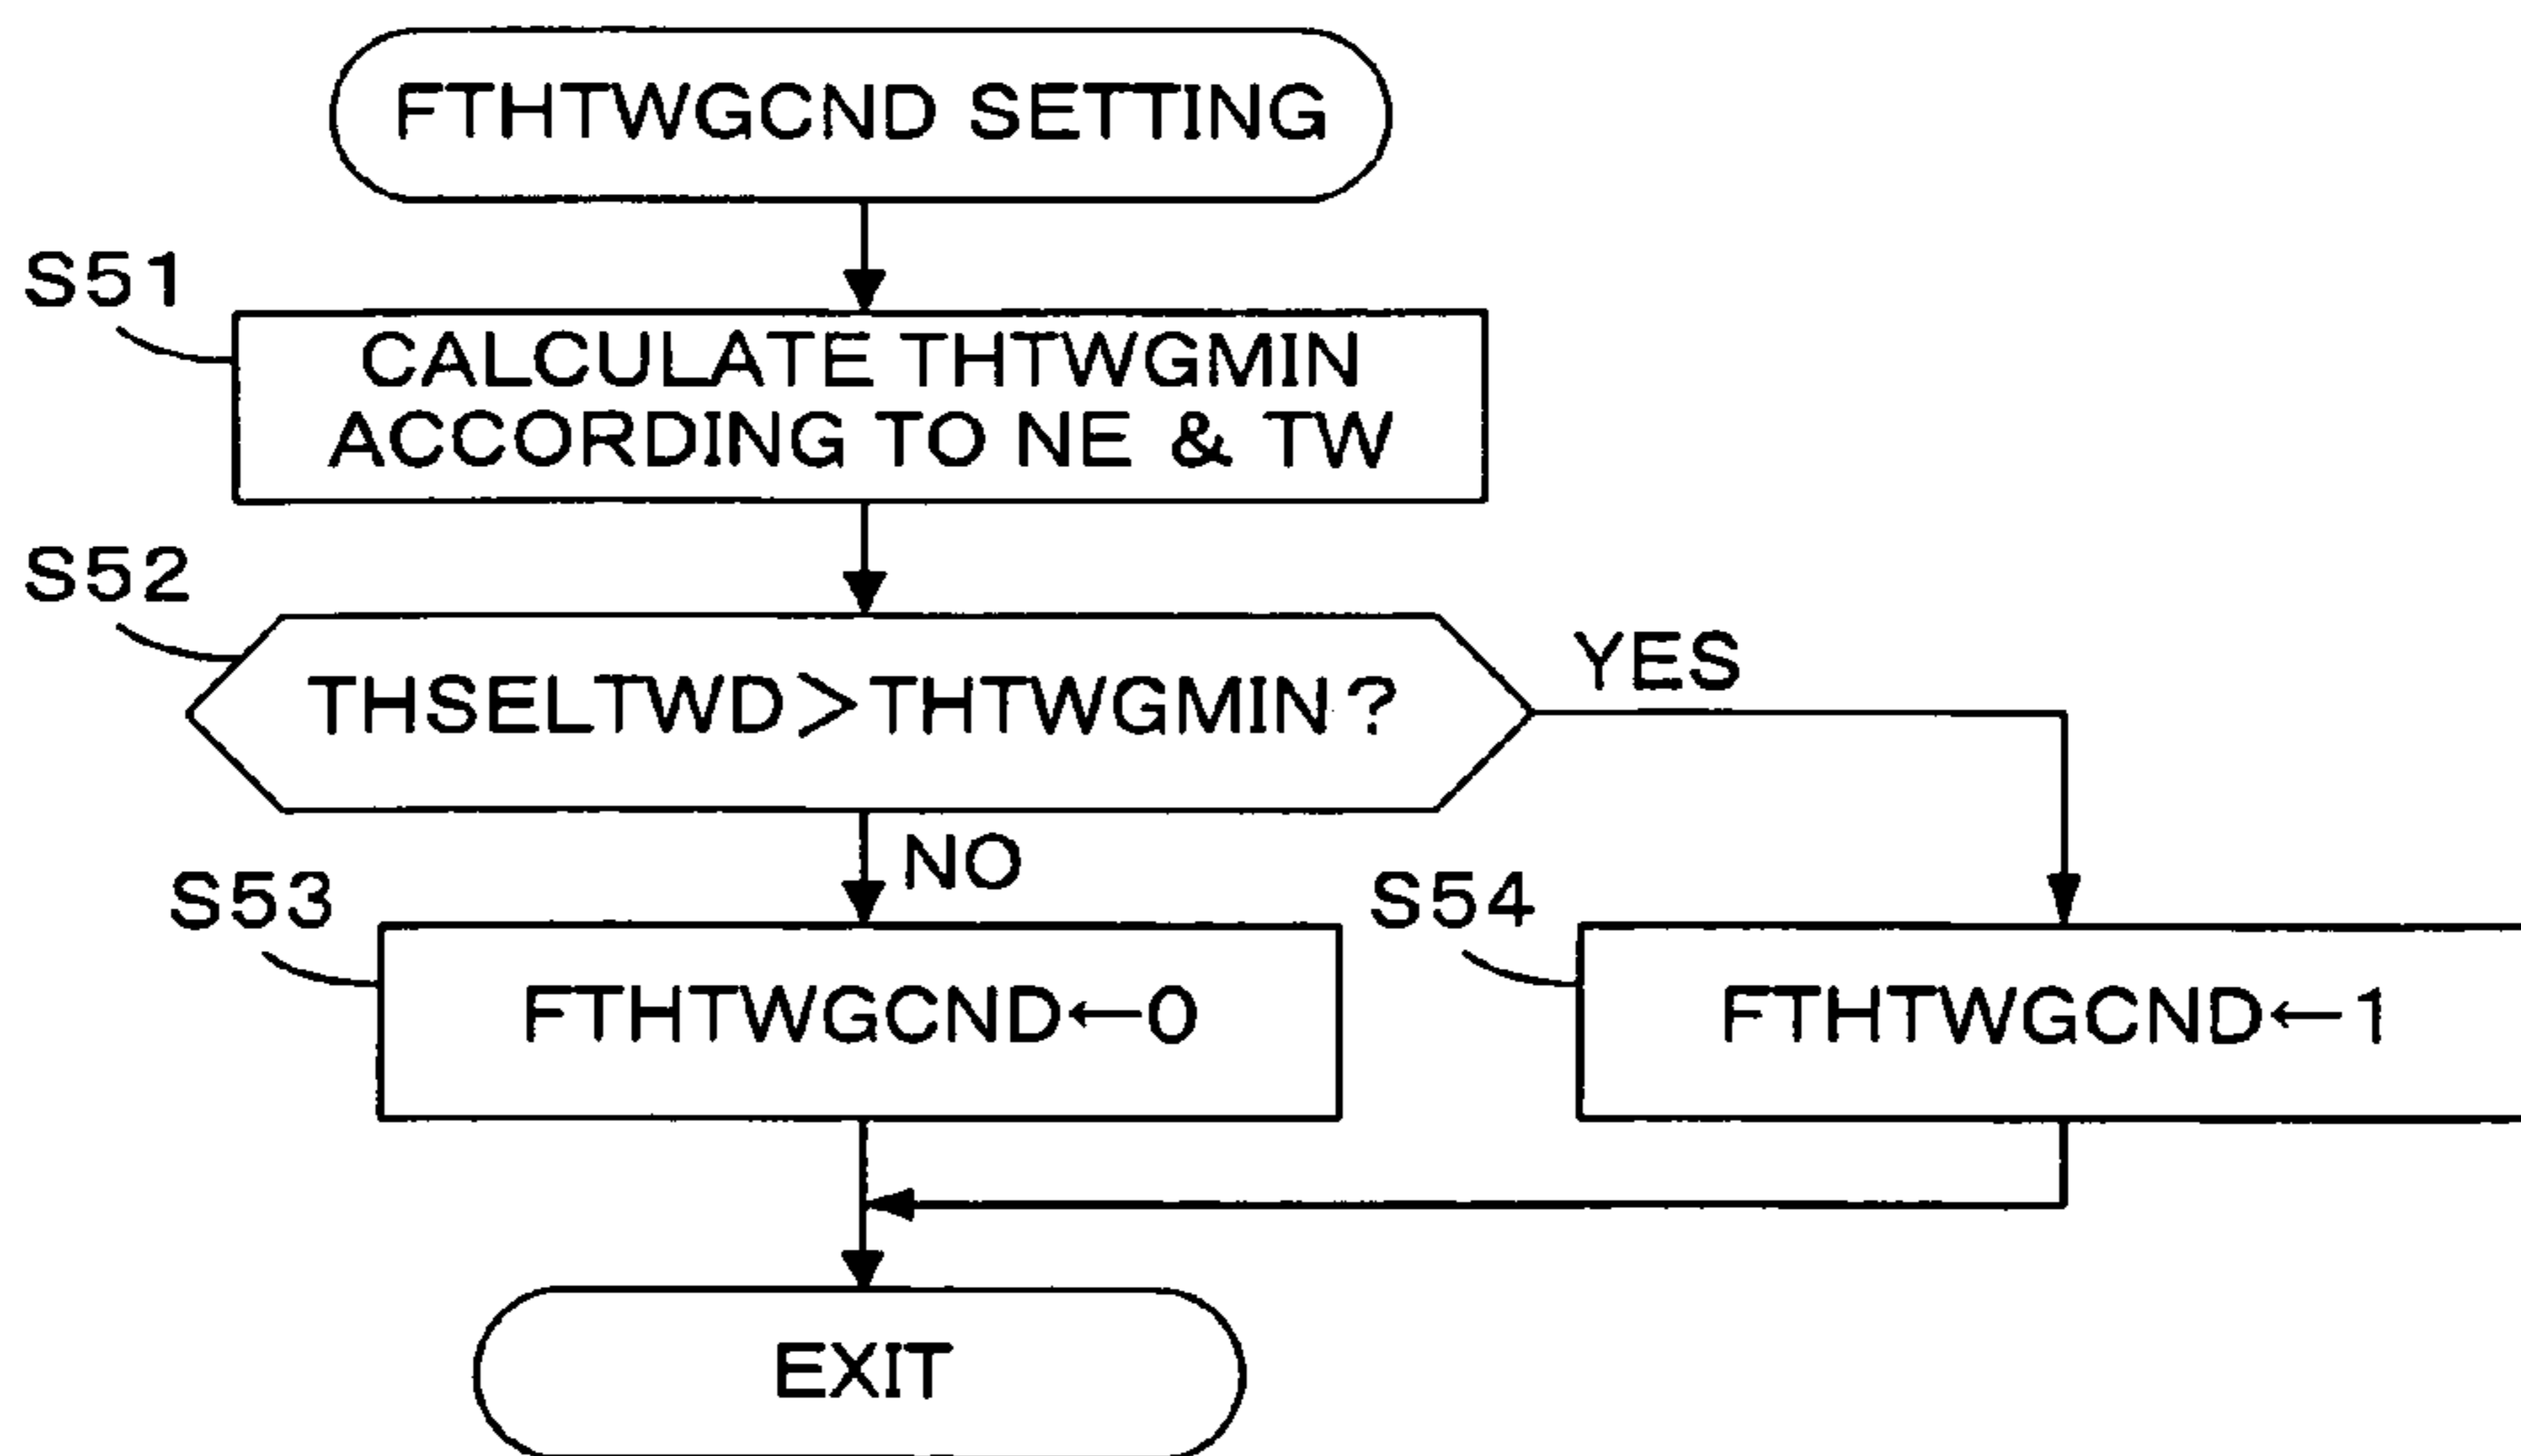 FTHTWGCND SETTING
S51
CALCULATE THTWGMIN
ACCORDING TO NE & TW
S52
THSELTWD>THTWGMIN?
YES
NO
S53
FTHTWGCND←0
S54
FTHTWGCND←1
EXIT